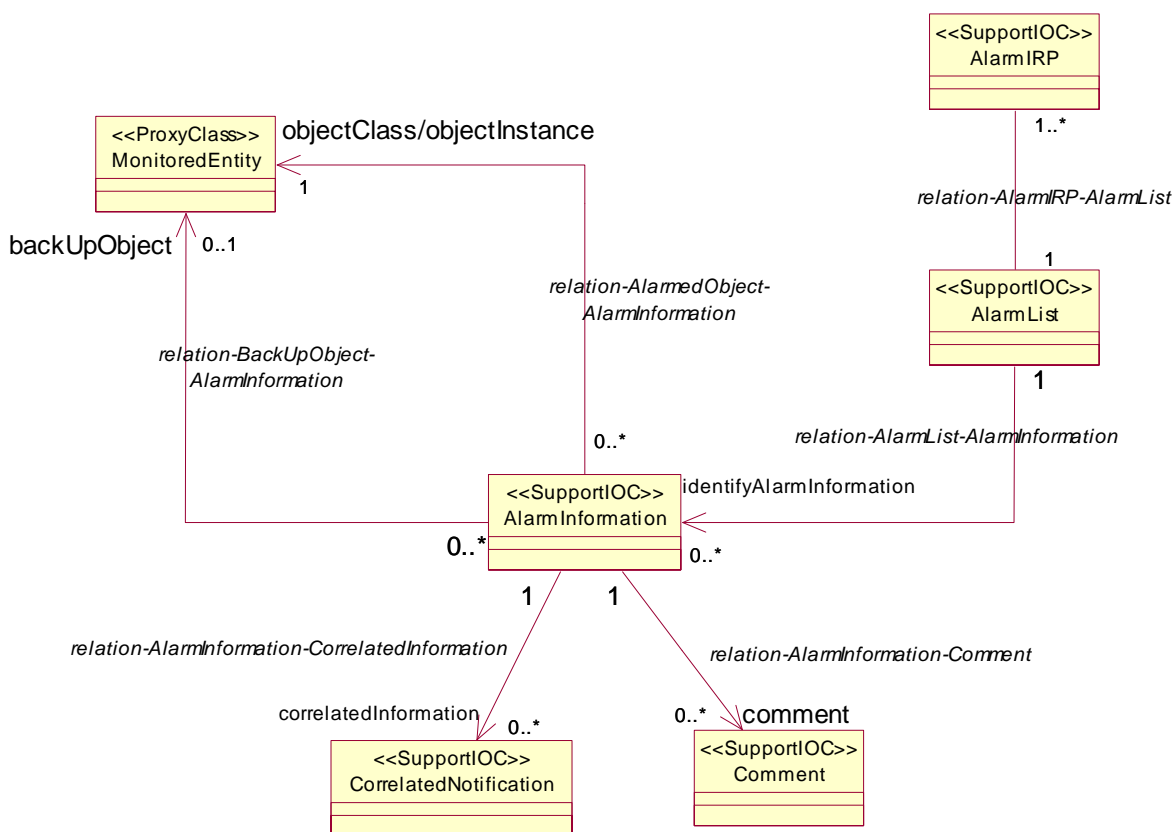 <<SupportIOC>>
AlarmIRP
1..*
relation-AlarmIRP-AlarmList
1
<<SupportIOC>>
AlarmList
1
<<ProxyClass>>
MonitoredEntity
objectClass/objectInstance
1
backUpObject
0..1
relation-AlarmedObject-
AlarmInformation
relation-BackUpObject-
AlarmInformation
relation-AlarmList-AlarmInformation
0..*
<<SupportIOC>>
AlarmInformation
identifyAlarmInformation
0..*
0..*
1
1
relation-AlarmInformation-CorrelatedInformation
relation-AlarmInformation-Comment
correlatedInformation
0..*
0..*
comment
<<SupportIOC>>
CorrelatedNotification
<<SupportIOC>>
Comment